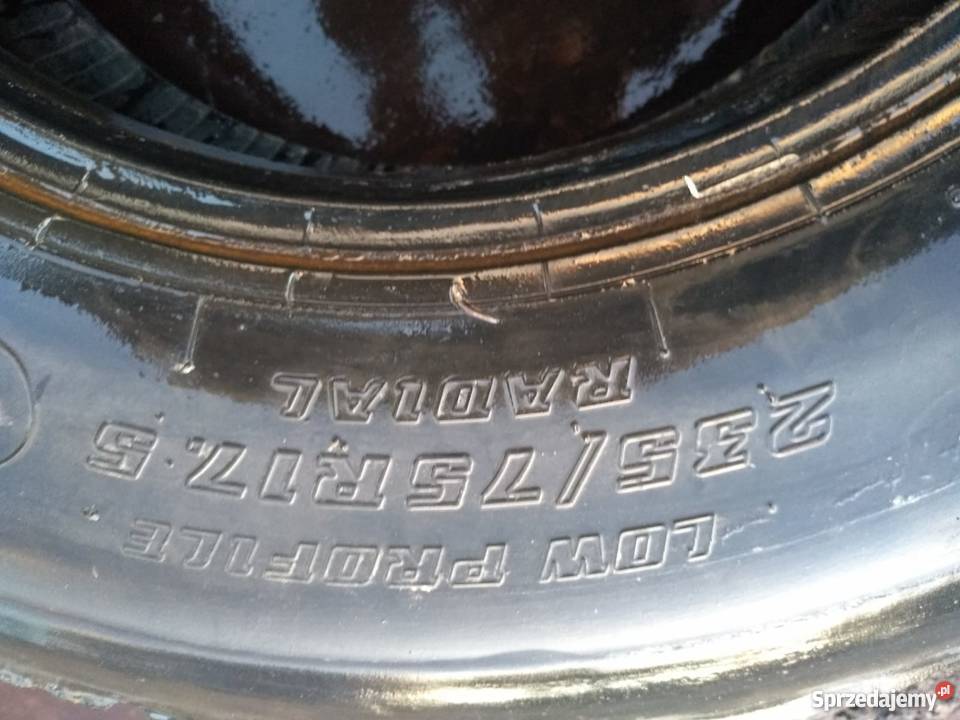 LOW PROFILE
235/75R17.5
RADIAL
Sprzedajemy.pl